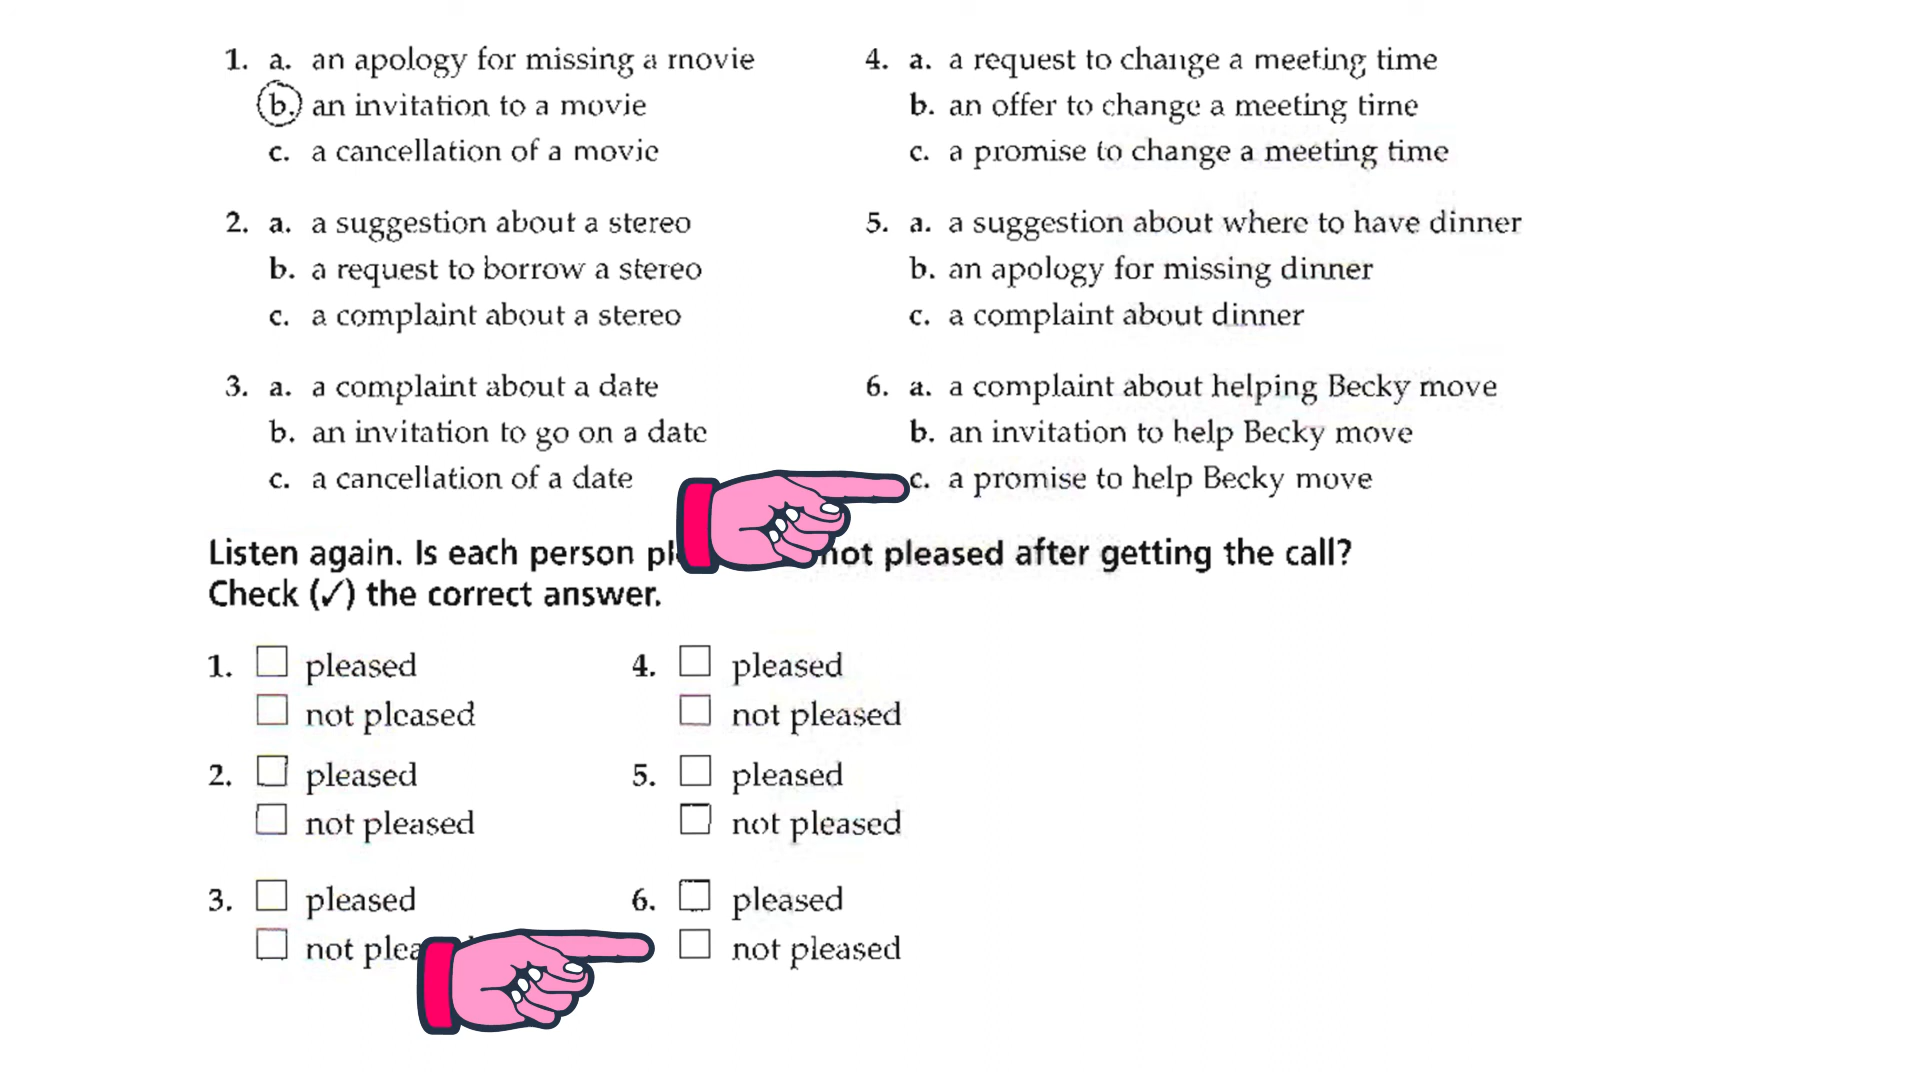 1. a. an apology for missing a movie
b. an invitation to a movie
c. a cancellation of a movie
2. a. a suggestion about a stereo
b. a request to borrow a stereo
c. a complaint about a stereo
3. a. a complaint about a date
b. an invitation to go on a date
c. a cancellation of a date
4. a. a request to change a meeting time
b. an offer to change a meeting time
c. a promise to change a meeting time
5. a. a suggestion about where to have dinner
b. an apology for missing dinner
c. a complaint about dinner
6. a. a complaint about helping Becky move
b. an invitation to help Becky move
c. a promise to help Becky move
Listen again. Is each person not pleased after getting the call?
Check (✓) the correct answer.
1. pleased
not pleased
2. pleased
not pleased
3. pleased
not
4. pleased
not pleased
5. pleased
not pleased
6. pleased
not pleased